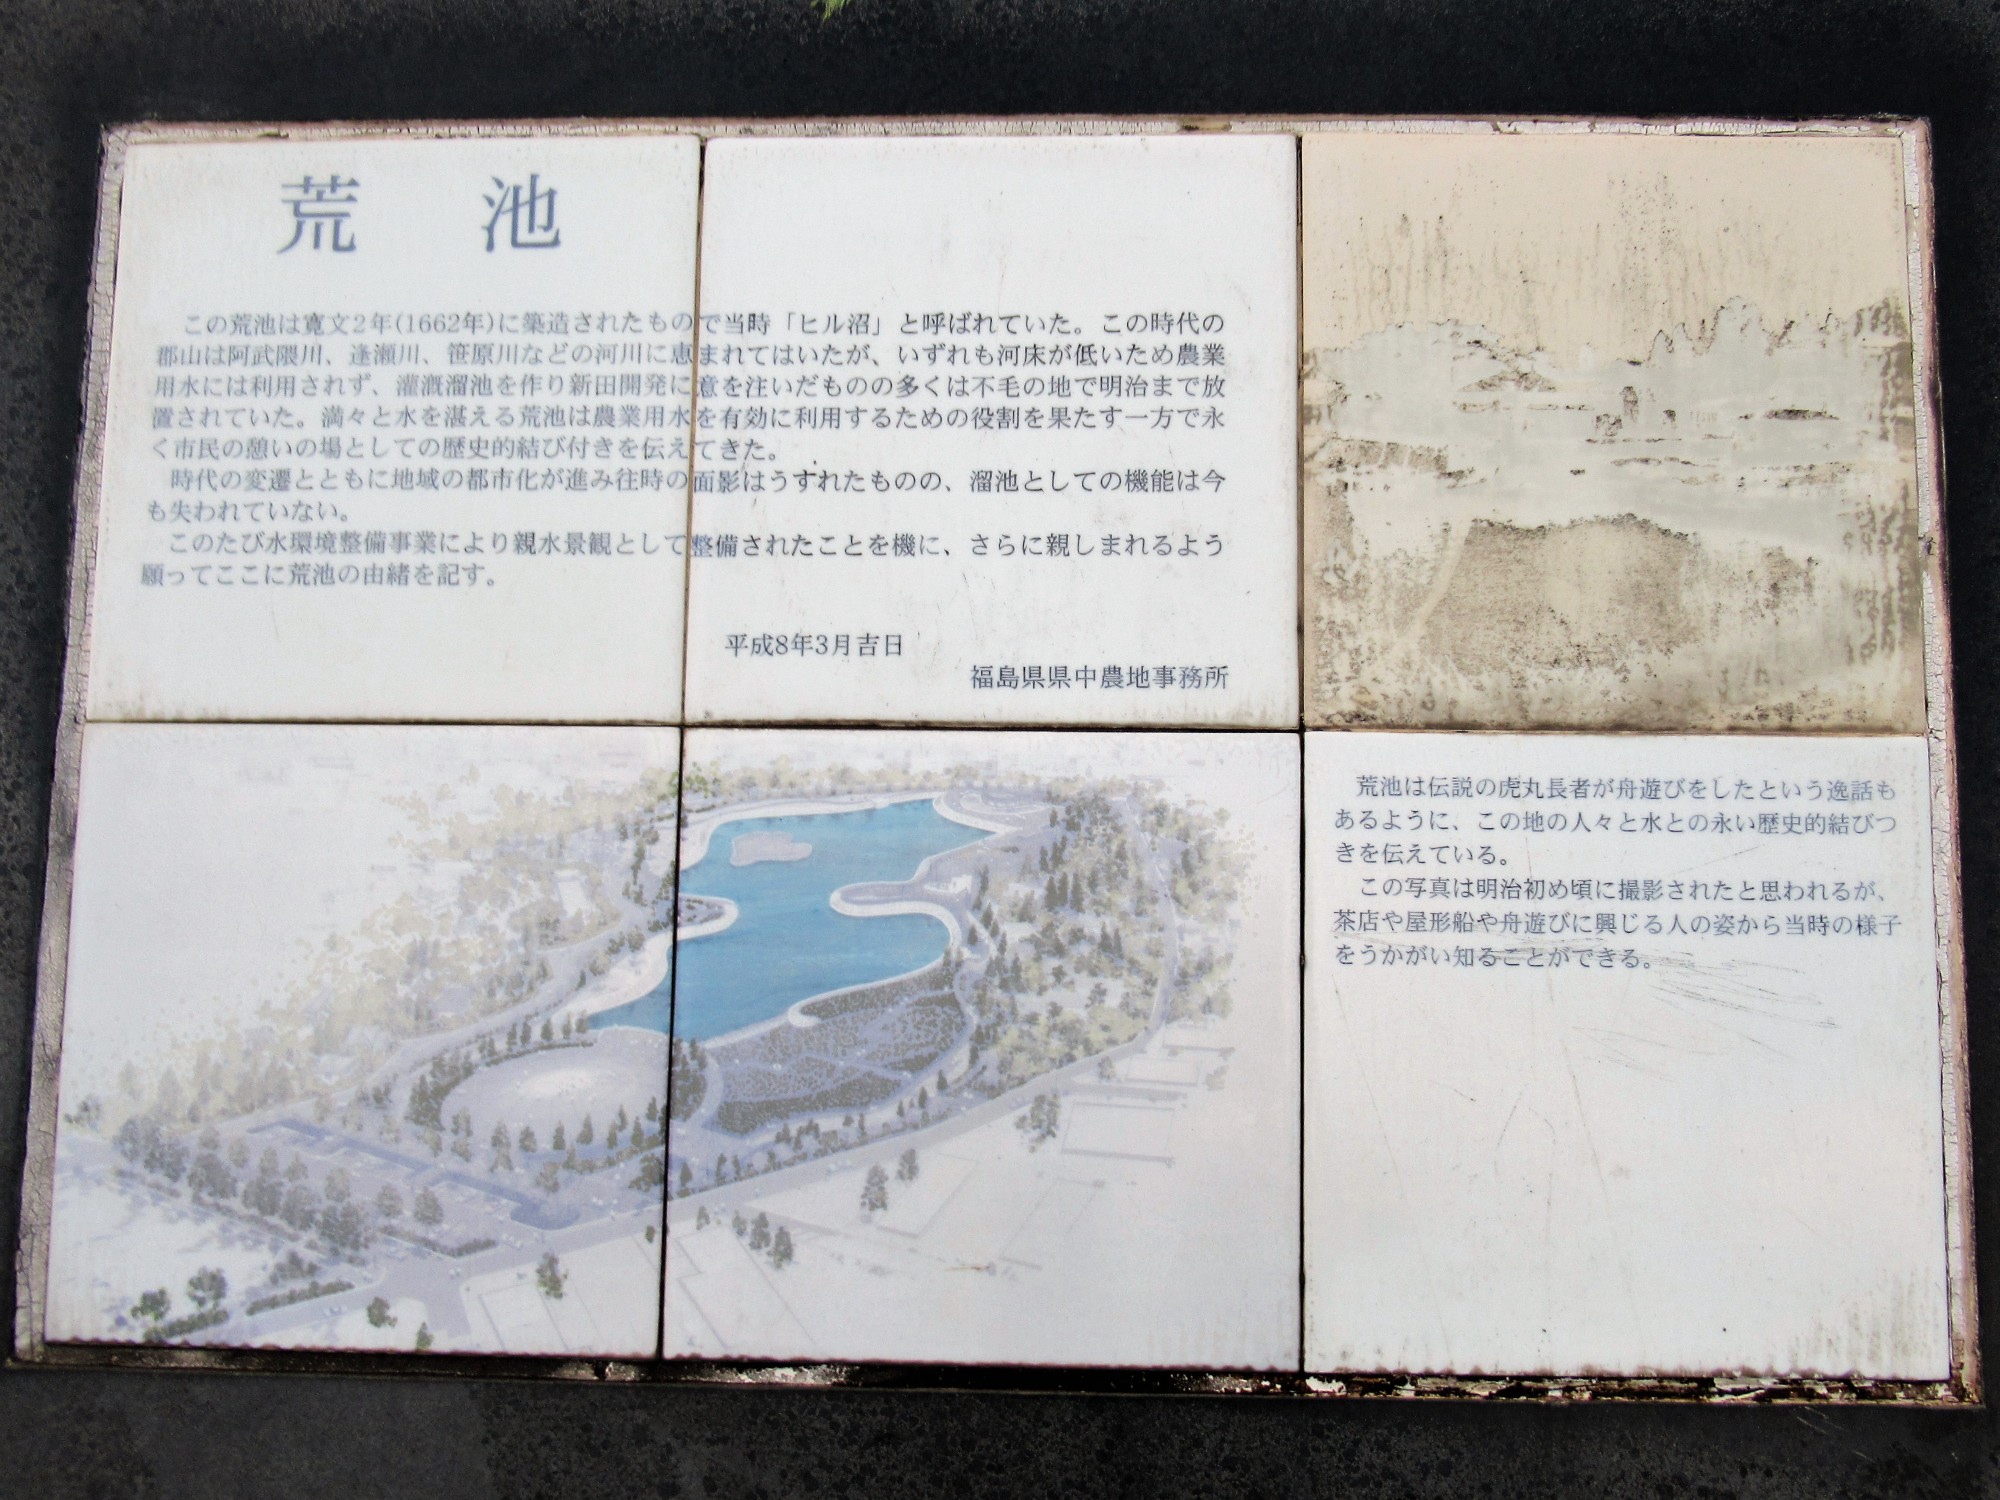 荒池
この荒池は寛文2年(1662年)に築造されたもので当時「ヒル沼」と呼ばれていた。この時代の
郡山は阿武隈川、逢瀬川、笹原川などの河川に恵まれてはいたが、いずれも河床が低いため農業
用水には利用されず、灌漑溜池を作り新田開発に意を注いだものの多くは不毛の地で明治まで放
置されていた。満々と水を湛える荒池は農業用水を有効に利用するための役割を果たす一方で永
く市民の憩いの場としての歴史的結び付きを伝えてきた。
時代の変遷とともに地域の都市化が進み往時の面影はうすれたものの、溜池としての機能は今
も失われていない。
このたび水環境整備事業により親水景観として整備されたことを機に、さらに親しまれるよう
願ってここに荒池の由緒を記す。
平成8年3月吉日
福島県県中農地事務所
荒池は伝説の虎丸長者が舟遊びをしたという逸話も
あるように、この地の人々と水との永い歴史的結びつ
きを伝えている。
この写真は明治初め頃に撮影されたと思われるが、
茶店や屋形船や舟遊びに興じる人の姿から当時の様子
をうかがい知ることができる。